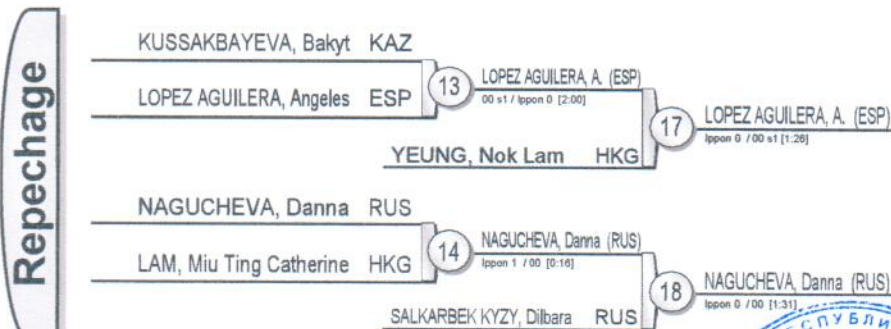 Repechage
KUSSAKBAYEVA, Bakyt KAZ
LOPEZ AGUILERA, Angeles ESP
13
LOPEZ AGUILERA, A. (ESP)
00 s1 / Ippon 0 [2:00]
YEUNG, Nok Lam HKG
17
LOPEZ AGUILERA, A. (ESP)
Ippon 0 / 00 s1 [1:26]
NAGUCHEVA, Danna RUS
LAM, Miu Ting Catherine HKG
14
NAGUCHEVA, Danna (RUS)
Ippon 1 / 00 [0:16]
SALKARBEK KYZY, Dilbara RUS
18
NAGUCHEVA, Danna (RUS)
Ippon 0 / 00 [1:31]